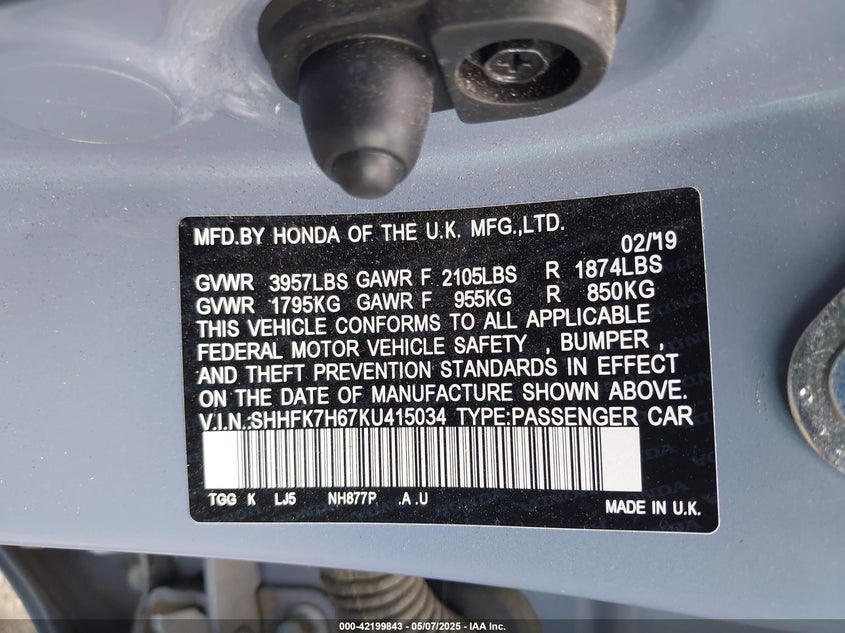 MFD.BY HONDA OF THE U.K. MFG.,LTD. 02/'19
GVWR 3957LBS GAWR F 2105LBS R 1874LBS
GVWR 1795KG GAWR F 955KG R 850KG
THIS VEHICLE CONFORMS TO ALL APPLICABLE
FEDERAL MOTOR VEHICLE SAFETY , BUMPER ,
AND THEFT PREVENTION STANDARDS IN EFFECT
ON THE DATE OF MANUFACTURE SHOWN ABOVE.
V.I.N.:SHHFK7H67KU415034 TYPE:PASSENGER CAR
TGG K LJ5 NH877P .A .U
MADE IN U.K.
000-42199843 / 05/07/2025 - IAA Inc.